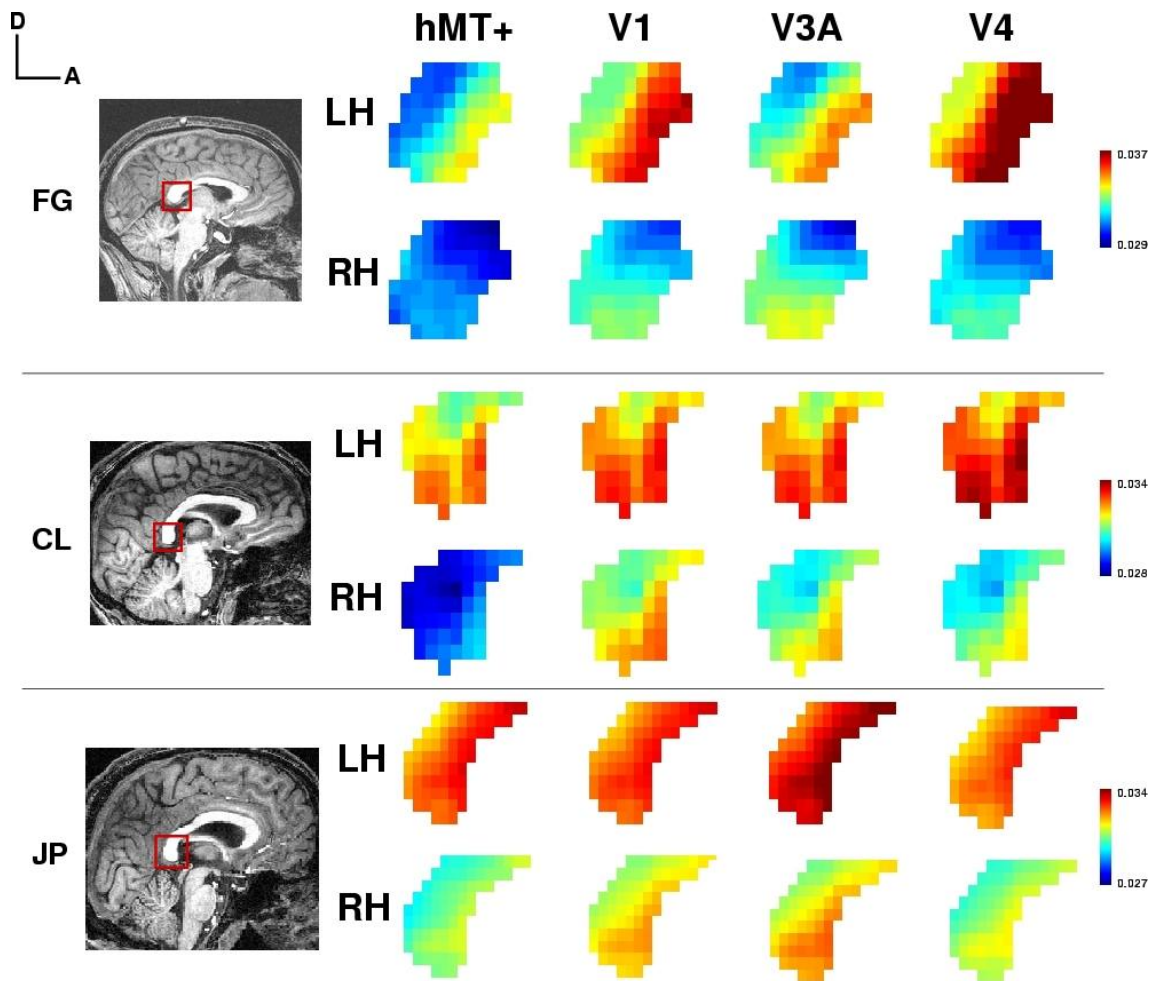 D
A
hMT+ V1 V3A V4
LH
FG
0.037
0.029
RH
LH
CL
0.034
0.028
RH
LH
JP
0.034
0.027
RH